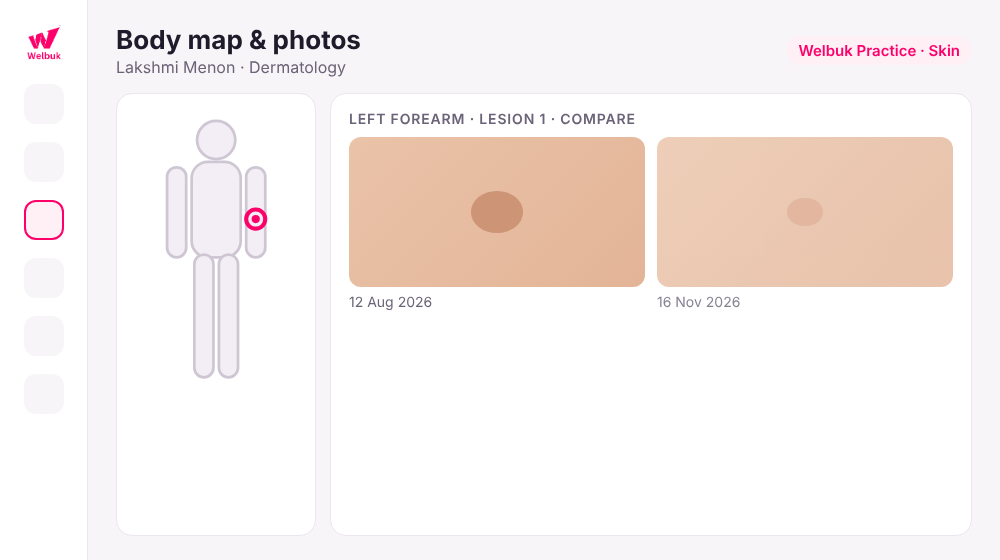 Welbuk
Body map & photos
Lakshmi Menon · Dermatology
Welbuk Practice · Skin
LEFT FOREARM · LESION 1 · COMPARE
12 Aug 2026
16 Nov 2026